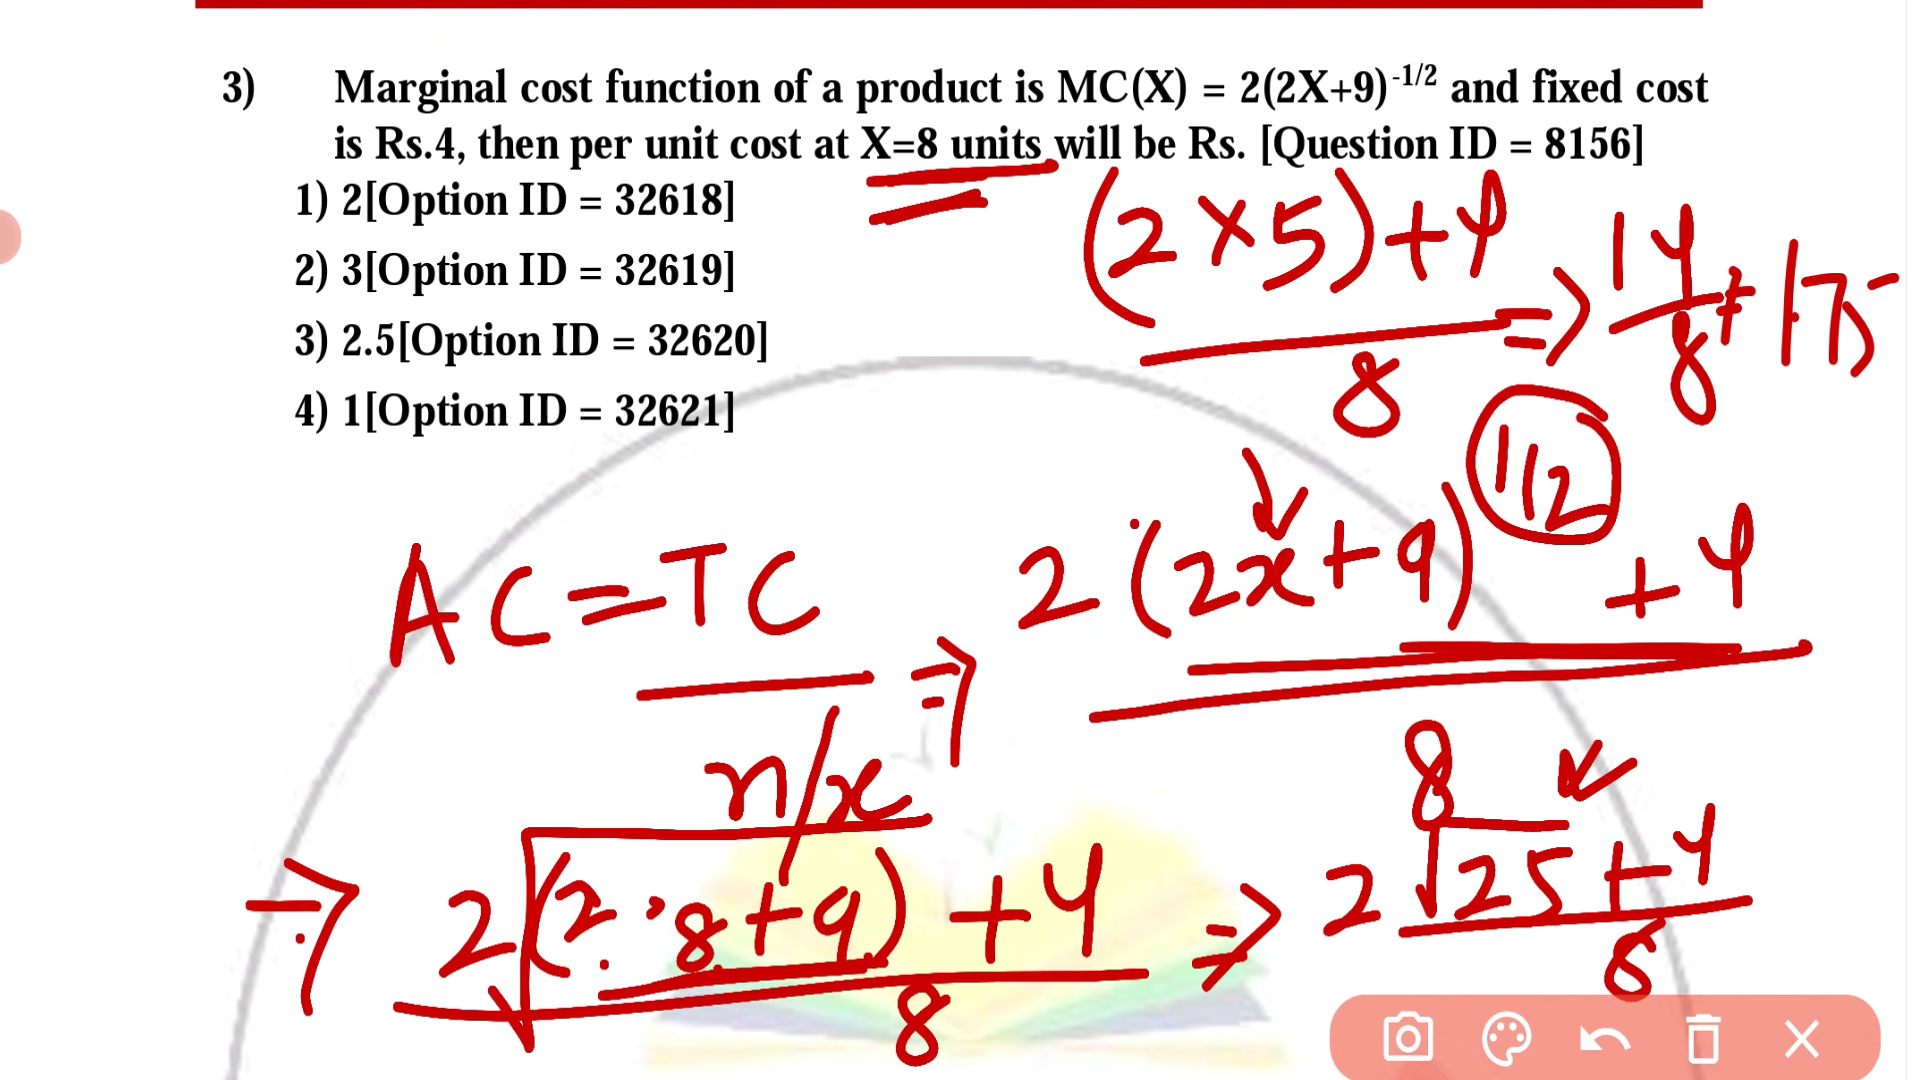 3) Marginal cost function of a product is MC(X) = 2(2X+9)-1/2 and fixed cost
is Rs.4, then per unit cost at X=8 units will be Rs. [Question ID = 8156]
1) 2[Option ID = 32618]
2) 3[Option ID = 32619]
3) 2.5[Option ID = 32620]
4) 1[Option ID = 32621]
(2×5)+4
8
⇒ 14
8
= 1.75
AC = TC
n/x
⇒ 2(2x+9)1/2 + 4
8
⇒ 2√(2·8+9) + 4
8
⇒ 2√25 + 4
8